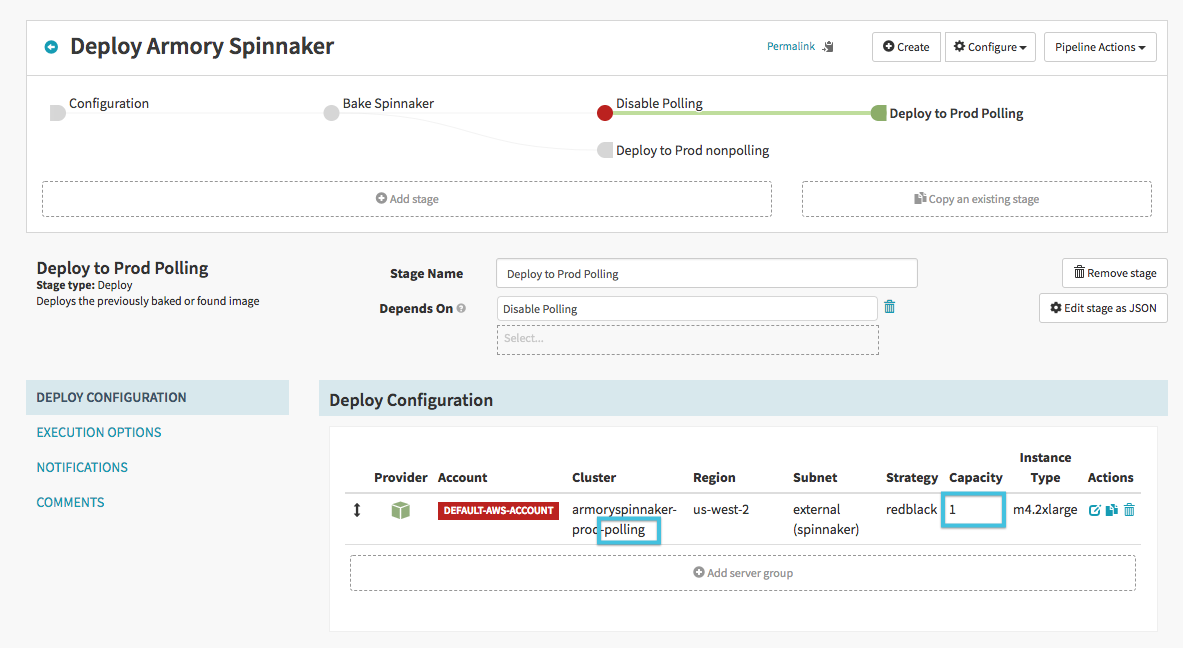 Deploy Armory Spinnaker
Permalink
Create
Configure
Pipeline Actions
Configuration
Bake Spinnaker
Disable Polling
Deploy to Prod Polling
Deploy to Prod nonpolling
Add stage
Copy an existing stage
Deploy to Prod Polling
Stage type: Deploy
Deploys the previously baked or found image
Stage Name
Deploy to Prod Polling
Depends On
Disable Polling
Select...
Remove stage
Edit stage as JSON
DEPLOY CONFIGURATION
EXECUTION OPTIONS
NOTIFICATIONS
COMMENTS
Deploy Configuration
Provider Account Cluster Region Subnet Strategy Capacity Instance Type Actions
DEFAULT-AWS-ACCOUNT
armoryspinnaker-
prod-polling
us-west-2
external
(spinnaker)
redblack
1
m4.2xlarge
Add server group